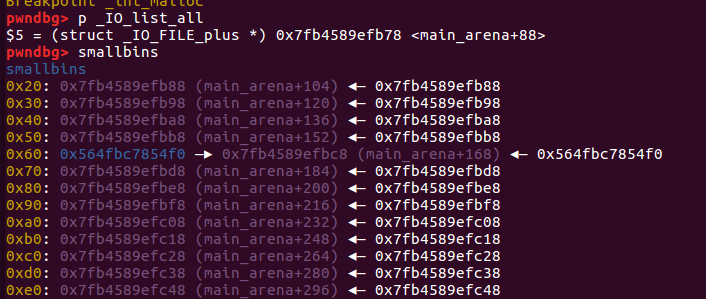 Breakpoint _int_malloc
pwndbg> p _IO_list_all
$5 = (struct _IO_FILE_plus *) 0x7fb4589efb78 <main_arena+88>
pwndbg> smallbins
smallbins
0x20: 0x7fb4589efb88 (main_arena+104) ◂— 0x7fb4589efb88
0x30: 0x7fb4589efb98 (main_arena+120) ◂— 0x7fb4589efb98
0x40: 0x7fb4589efba8 (main_arena+136) ◂— 0x7fb4589efba8
0x50: 0x7fb4589efbb8 (main_arena+152) ◂— 0x7fb4589efbb8
0x60: 0x564fbc7854f0 —▸ 0x7fb4589efbc8 (main_arena+168) ◂— 0x564fbc7854f0
0x70: 0x7fb4589efbd8 (main_arena+184) ◂— 0x7fb4589efbd8
0x80: 0x7fb4589efbe8 (main_arena+200) ◂— 0x7fb4589efbe8
0x90: 0x7fb4589efbf8 (main_arena+216) ◂— 0x7fb4589efbf8
0xa0: 0x7fb4589efc08 (main_arena+232) ◂— 0x7fb4589efc08
0xb0: 0x7fb4589efc18 (main_arena+248) ◂— 0x7fb4589efc18
0xc0: 0x7fb4589efc28 (main_arena+264) ◂— 0x7fb4589efc28
0xd0: 0x7fb4589efc38 (main_arena+280) ◂— 0x7fb4589efc38
0xe0: 0x7fb4589efc48 (main_arena+296) ◂— 0x7fb4589efc48